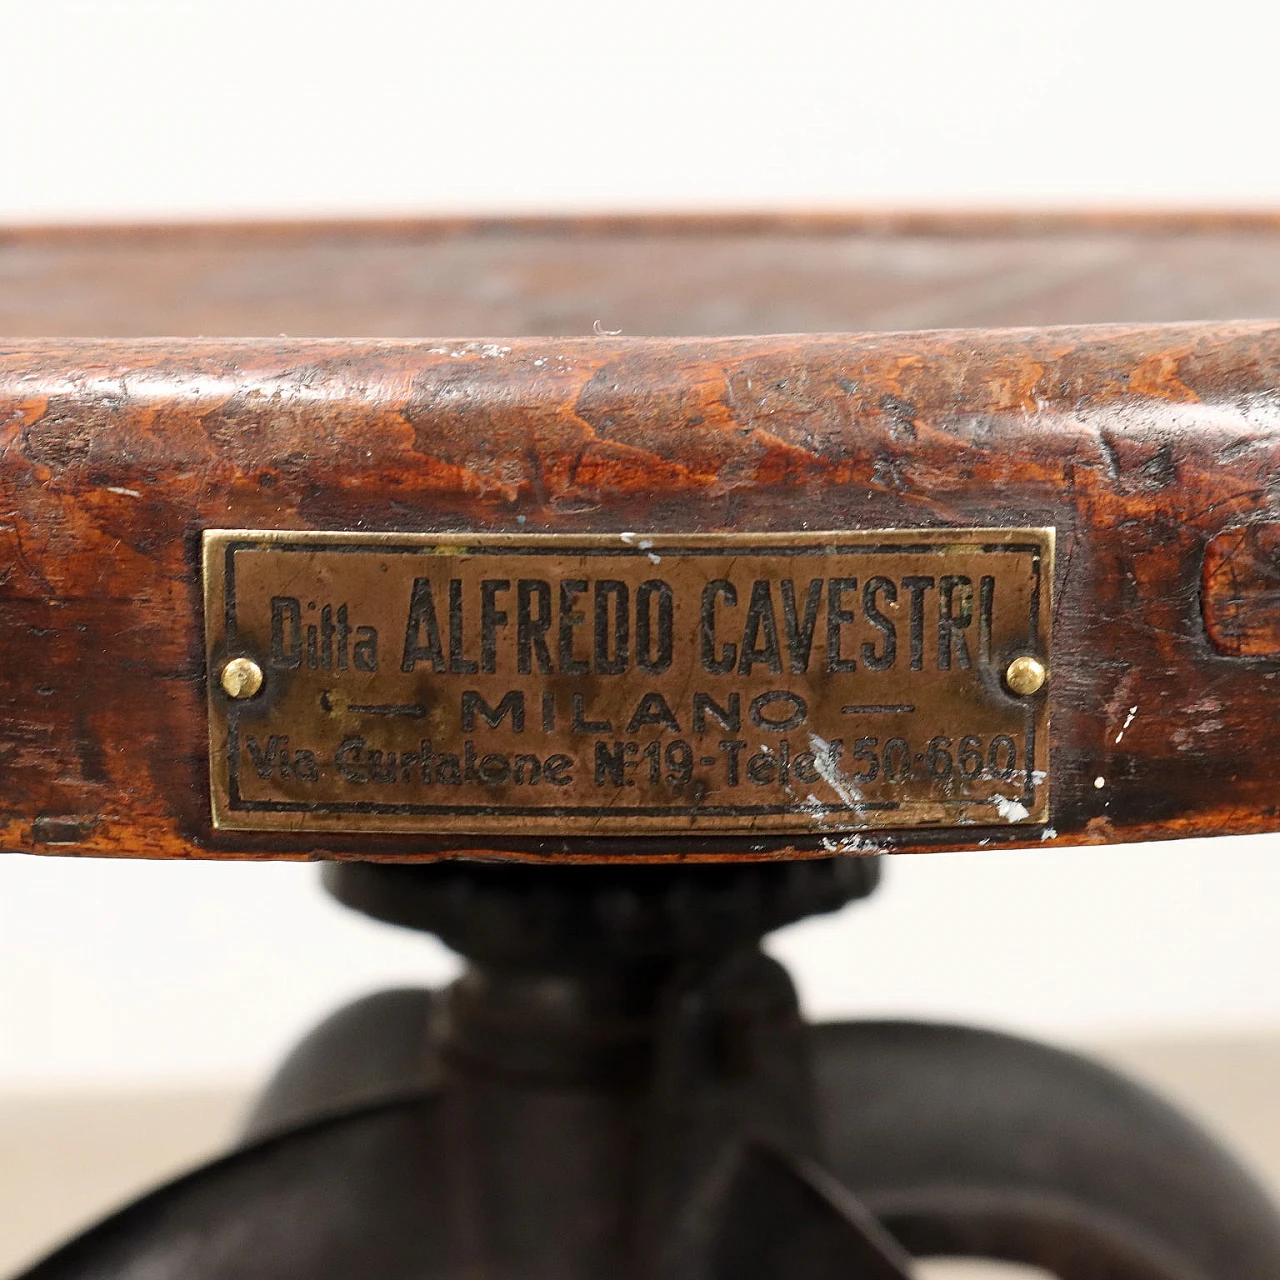 Ditta ALFREDO CAVESTRI
— MILANO —
Via Curtatone N° 19 - Telef. 50-660